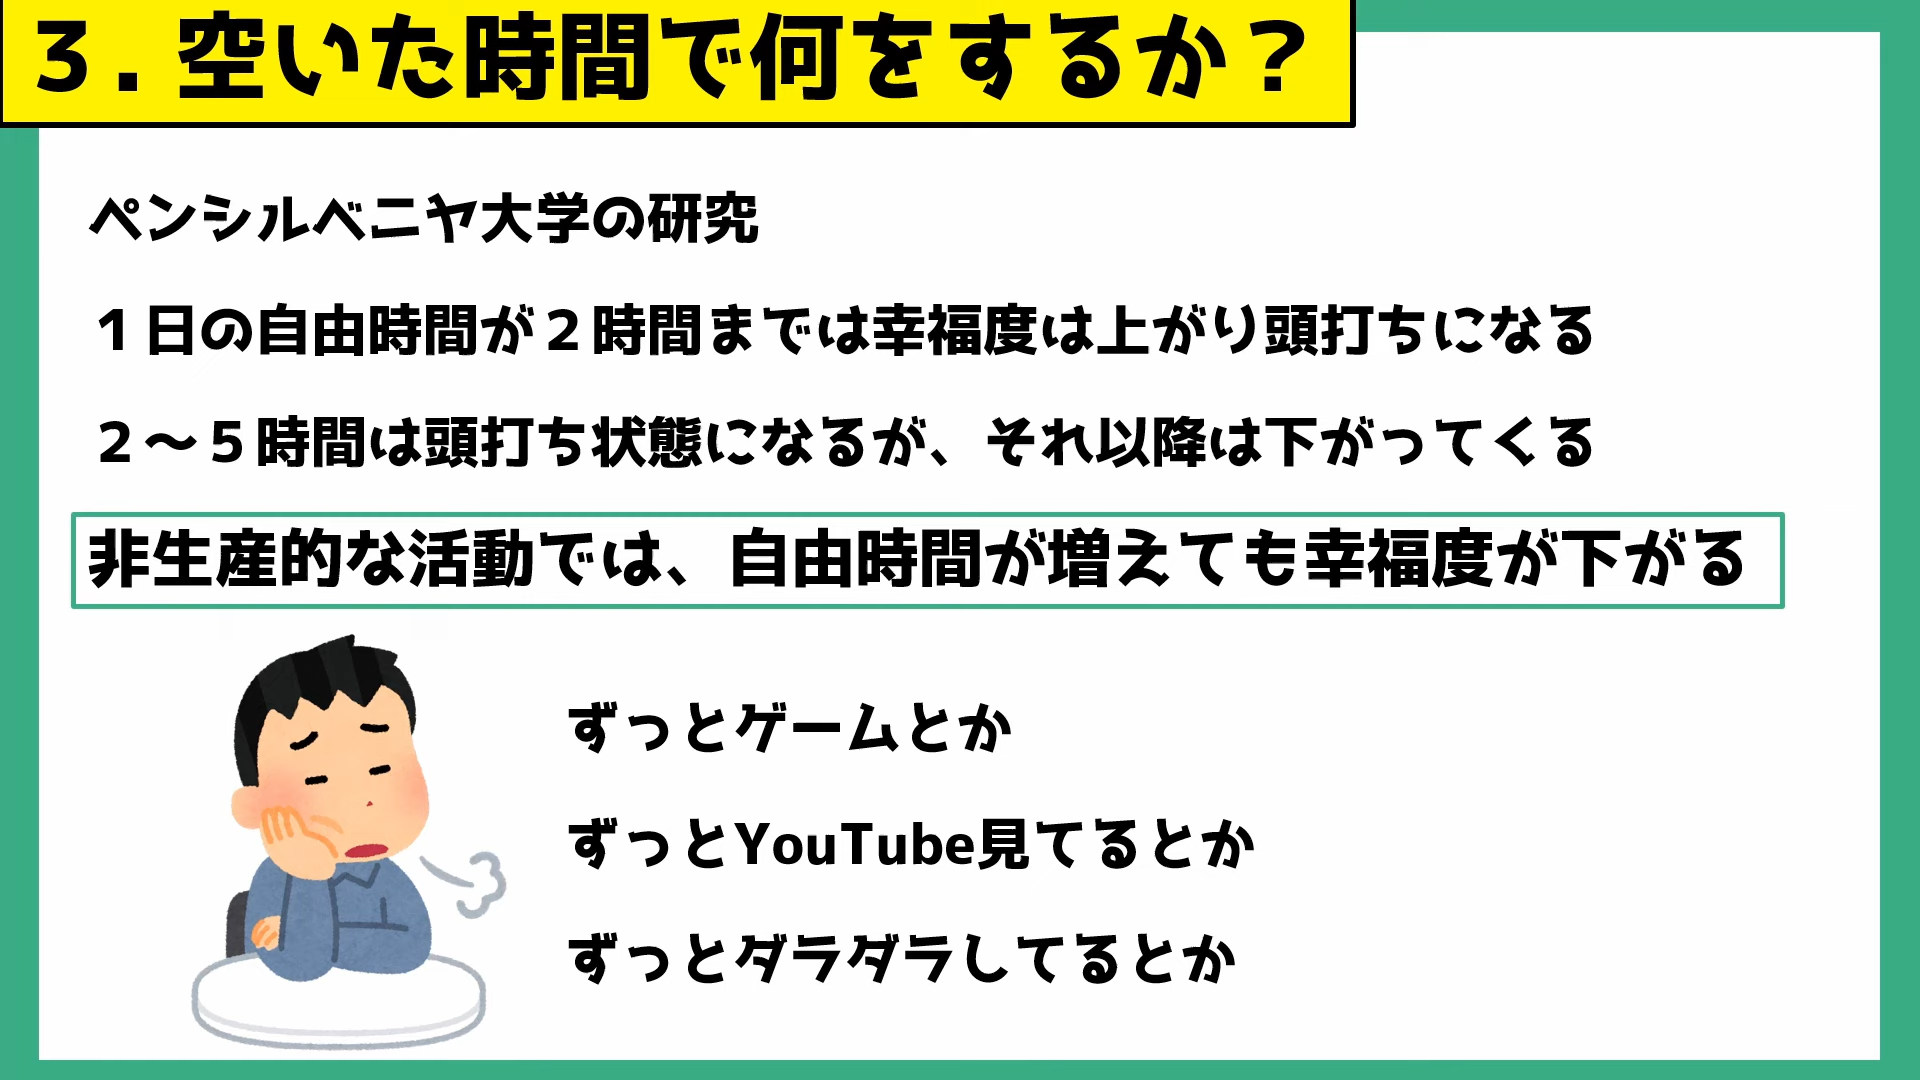 ３．空いた時間で何をするか？
ペンシルベニヤ大学の研究
１日の自由時間が２時間までは幸福度は上がり頭打ちになる
２～５時間は頭打ち状態になるが、それ以降は下がってくる
非生産的な活動では、自由時間が増えても幸福度が下がる
ずっとゲームとか
ずっとYouTube見てるとか
ずっとダラダラしてるとか